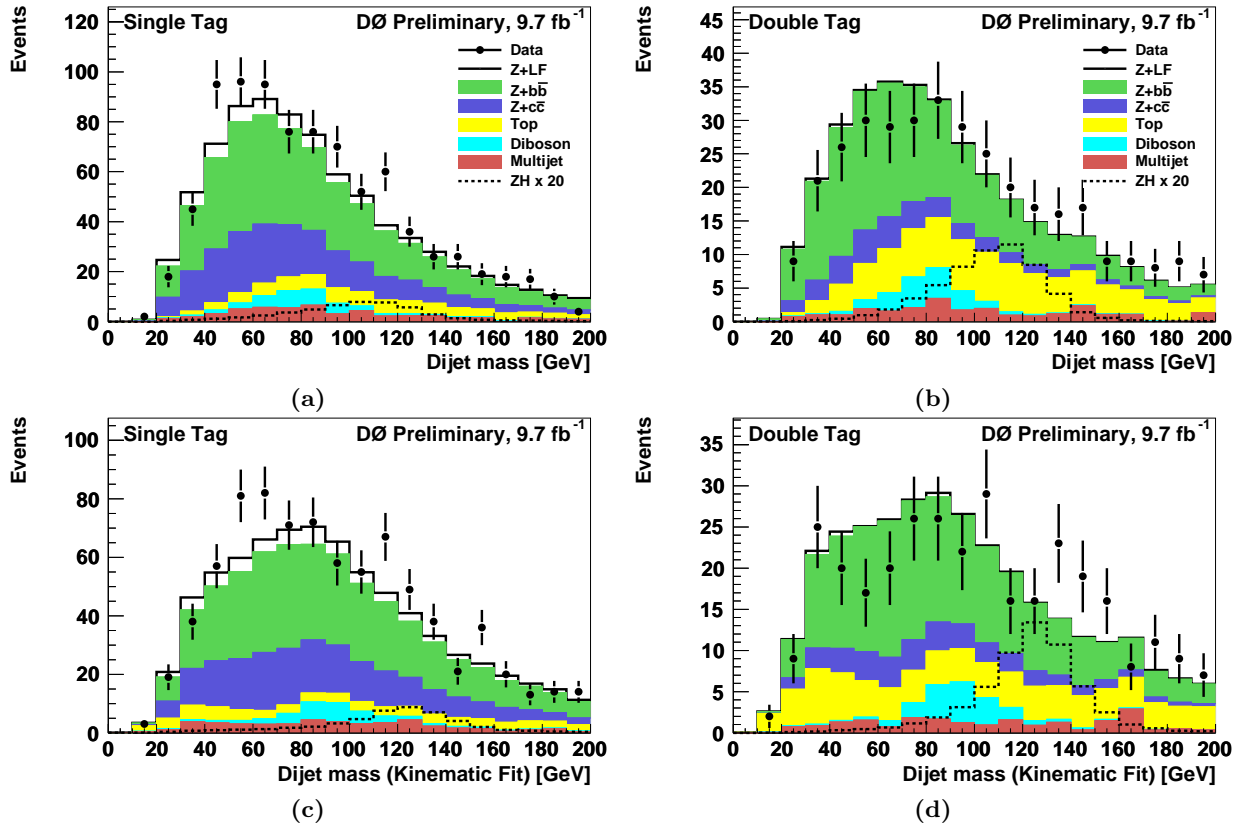 Single Tag DØ Preliminary, 9.7 fb⁻¹
Events
120
100
80
60
40
20
0
Data
Z+LF
Z+bb̄
Z+cc̄
Top
Diboson
Multijet
ZH x 20
0 20 40 60 80 100 120 140 160 180 200
Dijet mass [GeV]
(a)
Double Tag DØ Preliminary, 9.7 fb⁻¹
Events
45
40
35
30
25
20
15
10
5
0
Data
Z+LF
Z+bb̄
Z+cc̄
Top
Diboson
Multijet
ZH x 20
0 20 40 60 80 100 120 140 160 180 200
Dijet mass [GeV]
(b)
Single Tag DØ Preliminary, 9.7 fb⁻¹
Events
100
80
60
40
20
0
0 20 40 60 80 100 120 140 160 180 200
Dijet mass (Kinematic Fit) [GeV]
(c)
Double Tag DØ Preliminary, 9.7 fb⁻¹
Events
35
30
25
20
15
10
5
0
0 20 40 60 80 100 120 140 160 180 200
Dijet mass (Kinematic Fit) [GeV]
(d)